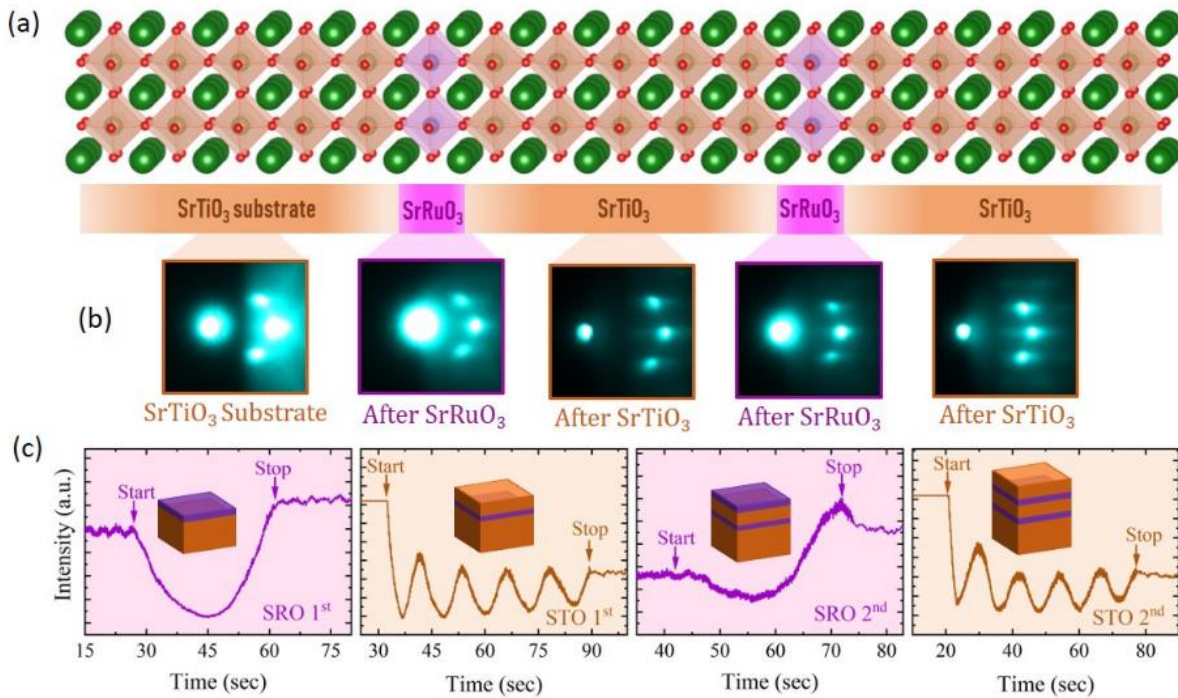 (a)
SrTiO₃ substrate SrRuO₃ SrTiO₃ SrRuO₃ SrTiO₃
(b)
SrTiO₃ Substrate After SrRuO₃ After SrTiO₃ After SrRuO₃ After SrTiO₃
(c)
Intensity (a.u.)
Start Stop SRO 1ˢᵗ
15 30 45 60 75
Time (sec)
Start Stop STO 1ˢᵗ
30 60 90
Time (sec)
Start Stop SRO 2ⁿᵈ
40 50 60 70 80
Time (sec)
Start Stop STO 2ⁿᵈ
20 40 60 80
Time (sec)